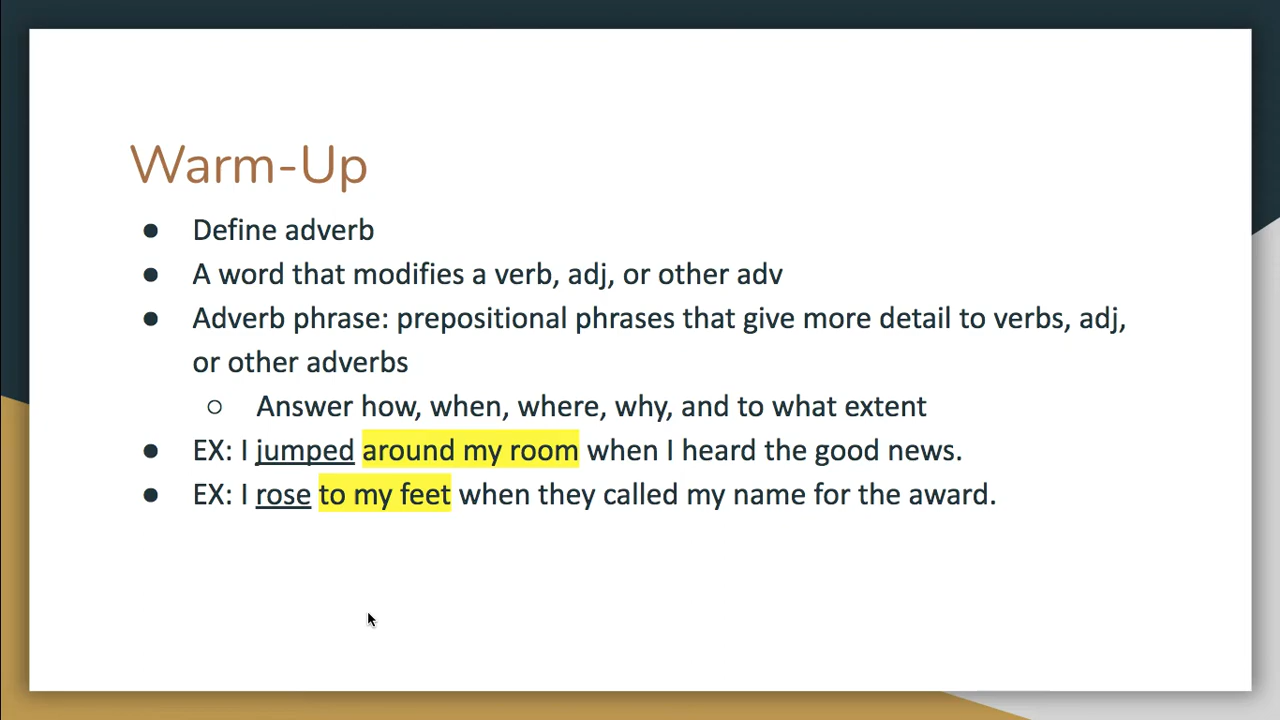 Warm-Up
● Define adverb
● A word that modifies a verb, adj, or other adv
● Adverb phrase: prepositional phrases that give more detail to verbs, adj,
or other adverbs
○ Answer how, when, where, why, and to what extent
● EX: I jumped around my room when I heard the good news.
● EX: I rose to my feet when they called my name for the award.